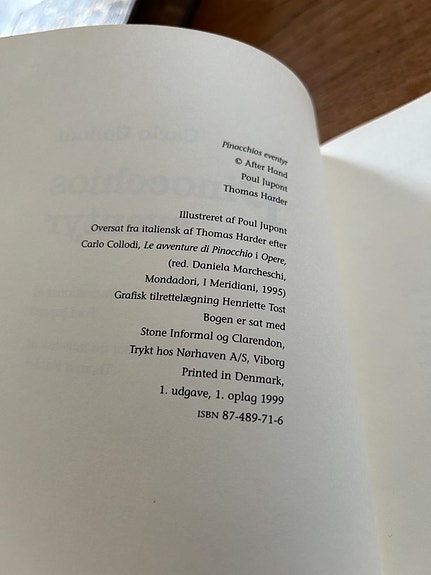 Pinocchios eventyr
© After Hand
Poul Jupont
Thomas Harder
Illustreret af Poul Jupont
Oversat fra italiensk af Thomas Harder efter
Carlo Collodi, Le avventure di Pinocchio i Opere,
(red. Daniela Marcheschi,
Mondadori, I Meridiani, 1995)
Grafisk tilrettelægning Henriette Tost
Bogen er sat med
Stone Informal og Clarendon,
Trykt hos Nørhaven A/S, Viborg
Printed in Denmark,
1. udgave, 1. oplag 1999
ISBN 87-489-71-6